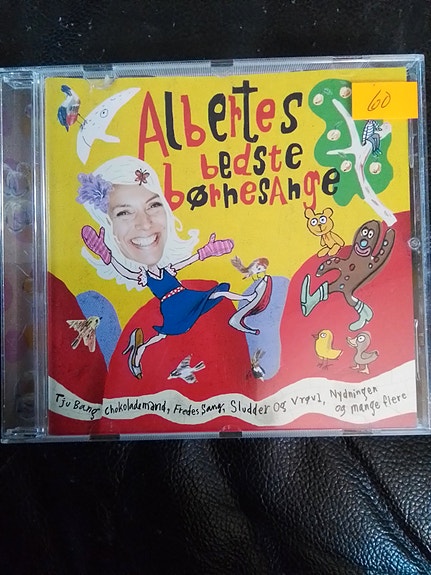 60
Albertes
bedste
børnesange
Tju Bang Chokolademand, Fredes Sang, Sludder Og Vrøvl, Nydningen
og mange flere